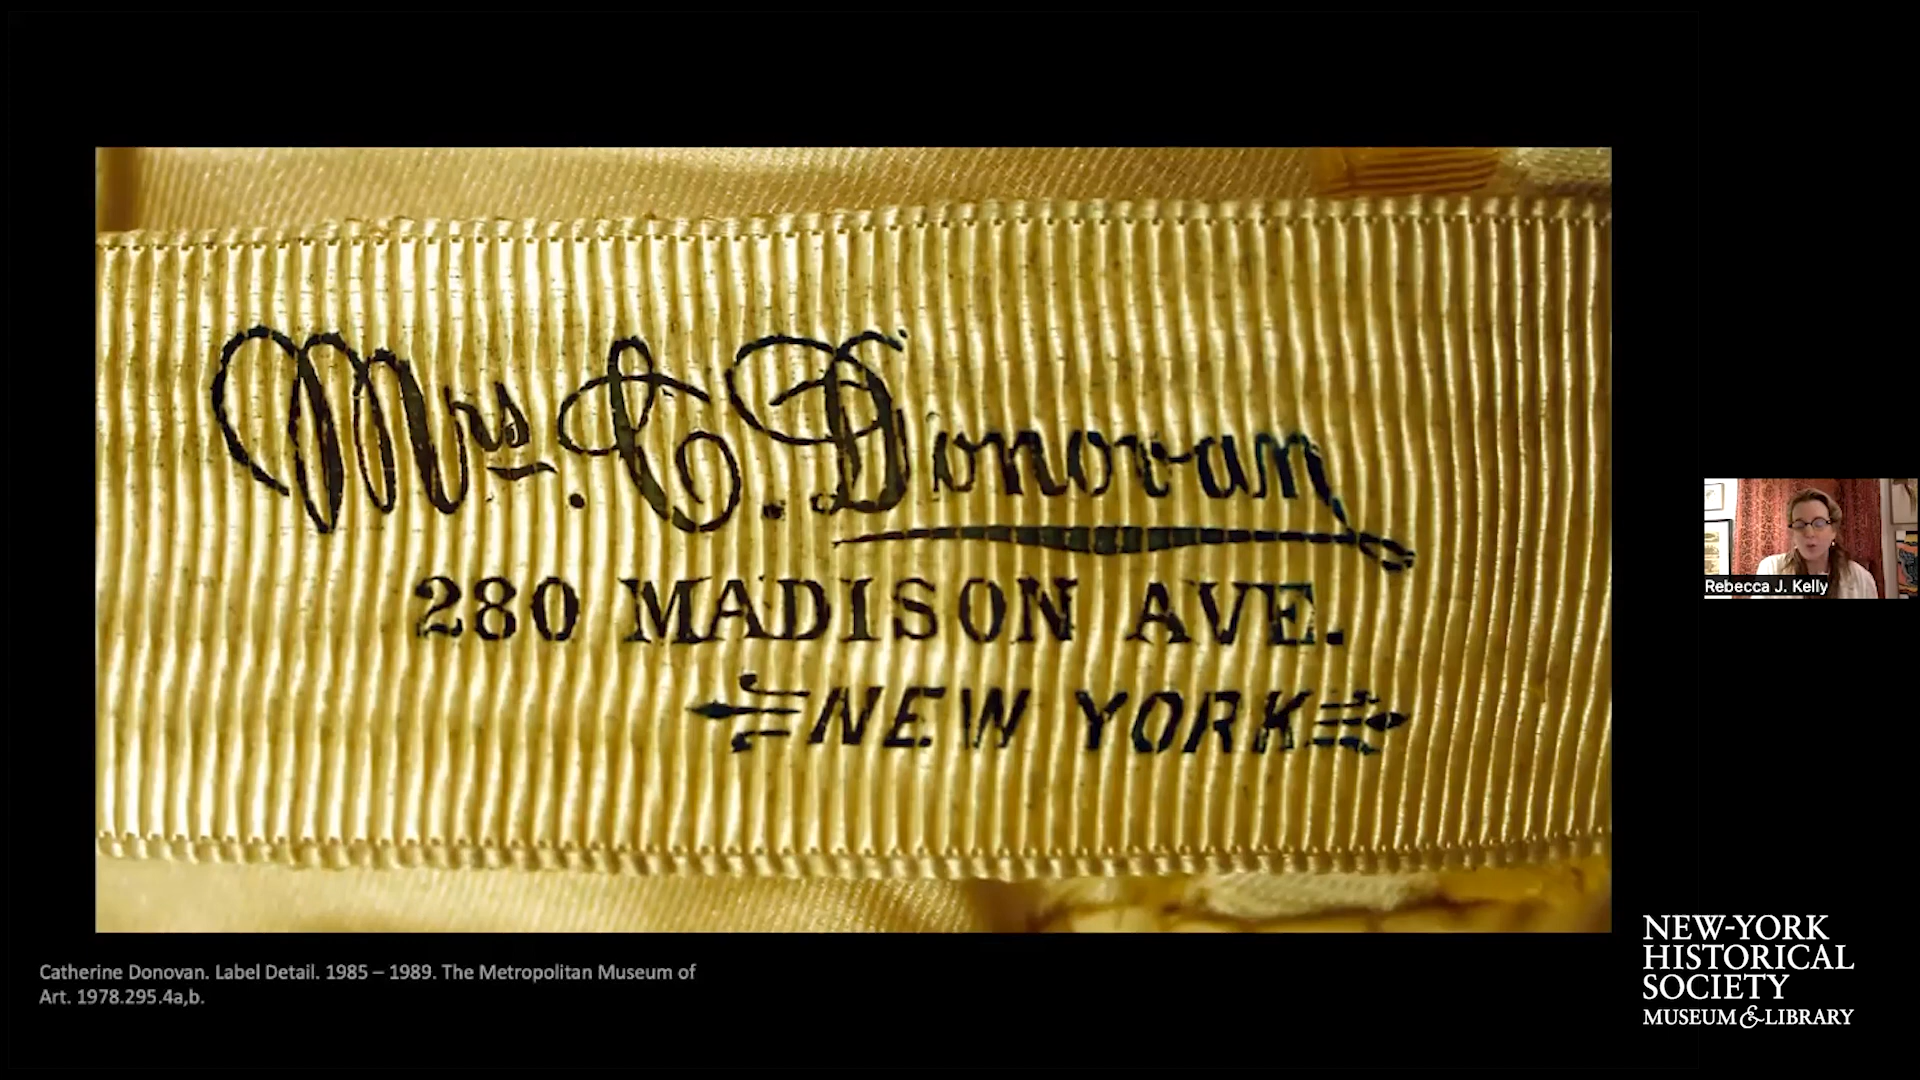 Mrs. C. Donovan
280 MADISON AVE.
NEW YORK
Catherine Donovan. Label Detail. 1985 – 1989. The Metropolitan Museum of
Art. 1978.295.4a,b.
Rebecca J. Kelly
NEW-YORK
HISTORICAL
SOCIETY
MUSEUM & LIBRARY